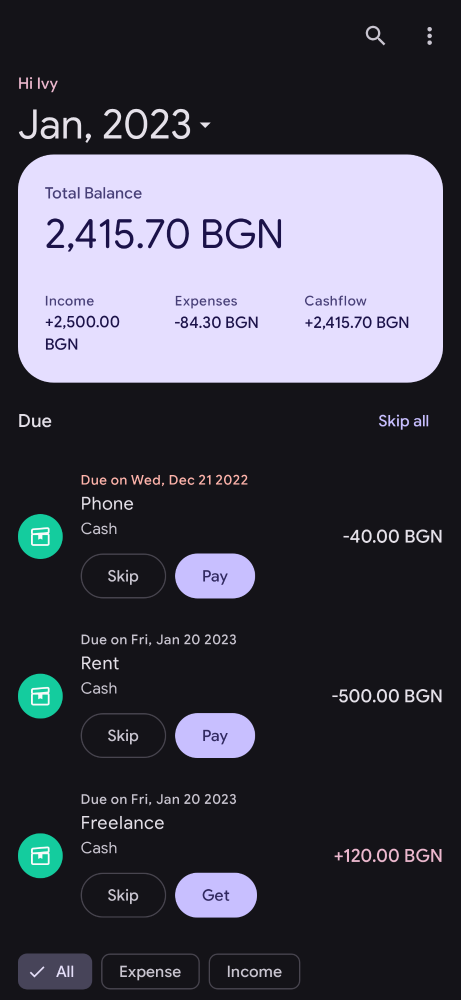 Hi Ivy
Jan, 2023
Total Balance
2,415.70 BGN
Income
Expenses
Cashflow
+2,500.00
BGN
-84.30 BGN
+2,415.70 BGN
Due
Skip all
Due on Wed, Dec 21 2022
Phone
Cash
-40.00 BGN
Skip
Pay
Due on Fri, Jan 20 2023
Rent
Cash
-500.00 BGN
Skip
Pay
Due on Fri, Jan 20 2023
Freelance
Cash
+120.00 BGN
Skip
Get
All
Expense
Income